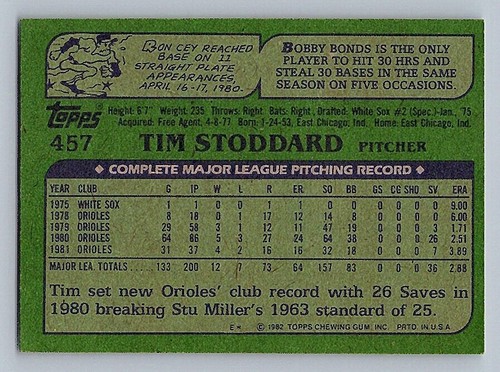 RON CEY REACHED
BASE ON 11
STRAIGHT PLATE
APPEARANCES,
APRIL 16-17, 1980.
BOBBY BONDS IS THE ONLY
PLAYER TO HIT 30 HRS AND
STEAL 30 BASES IN THE
SAME SEASON ON FIVE OCCASIONS.
Topps Height: 6'7" Weight: 235 Throws: Right Bats: Right, Drafted: White Sox #2 (Spec.)-Jan., '75
Acquired: Free Agent, 4-8-77 Born: 1-24-53, East Chicago, Ind. Home: East Chicago, Ind.
457 TIM STODDARD PITCHER
◆ COMPLETE MAJOR LEAGUE PITCHING RECORD ◆
YEAR CLUB G IP W L R ER SO BB GS CG SHO SV ERA
1975 WHITE SOX 1 1 0 0 1 1 0 0 0 0 0 0 9.00
1978 ORIOLES 8 18 0 1 17 12 14 8 0 0 0 0 6.00
1979 ORIOLES 29 58 3 1 12 11 47 19 0 0 0 3 1.71
1980 ORIOLES 64 86 5 3 27 24 64 38 0 0 0 26 2.51
1981 ORIOLES 31 37 4 2 16 16 32 18 0 0 0 7 3.89
MAJOR LEA. TOTALS 133 200 12 7 73 64 157 83 0 0 0 36 2.88
Tim set new Orioles' club record with 26 Saves in
1980 breaking Stu Miller's 1963 standard of 25.
E* © 1982 TOPPS CHEWING GUM, INC. PRTD. IN U.S.A.